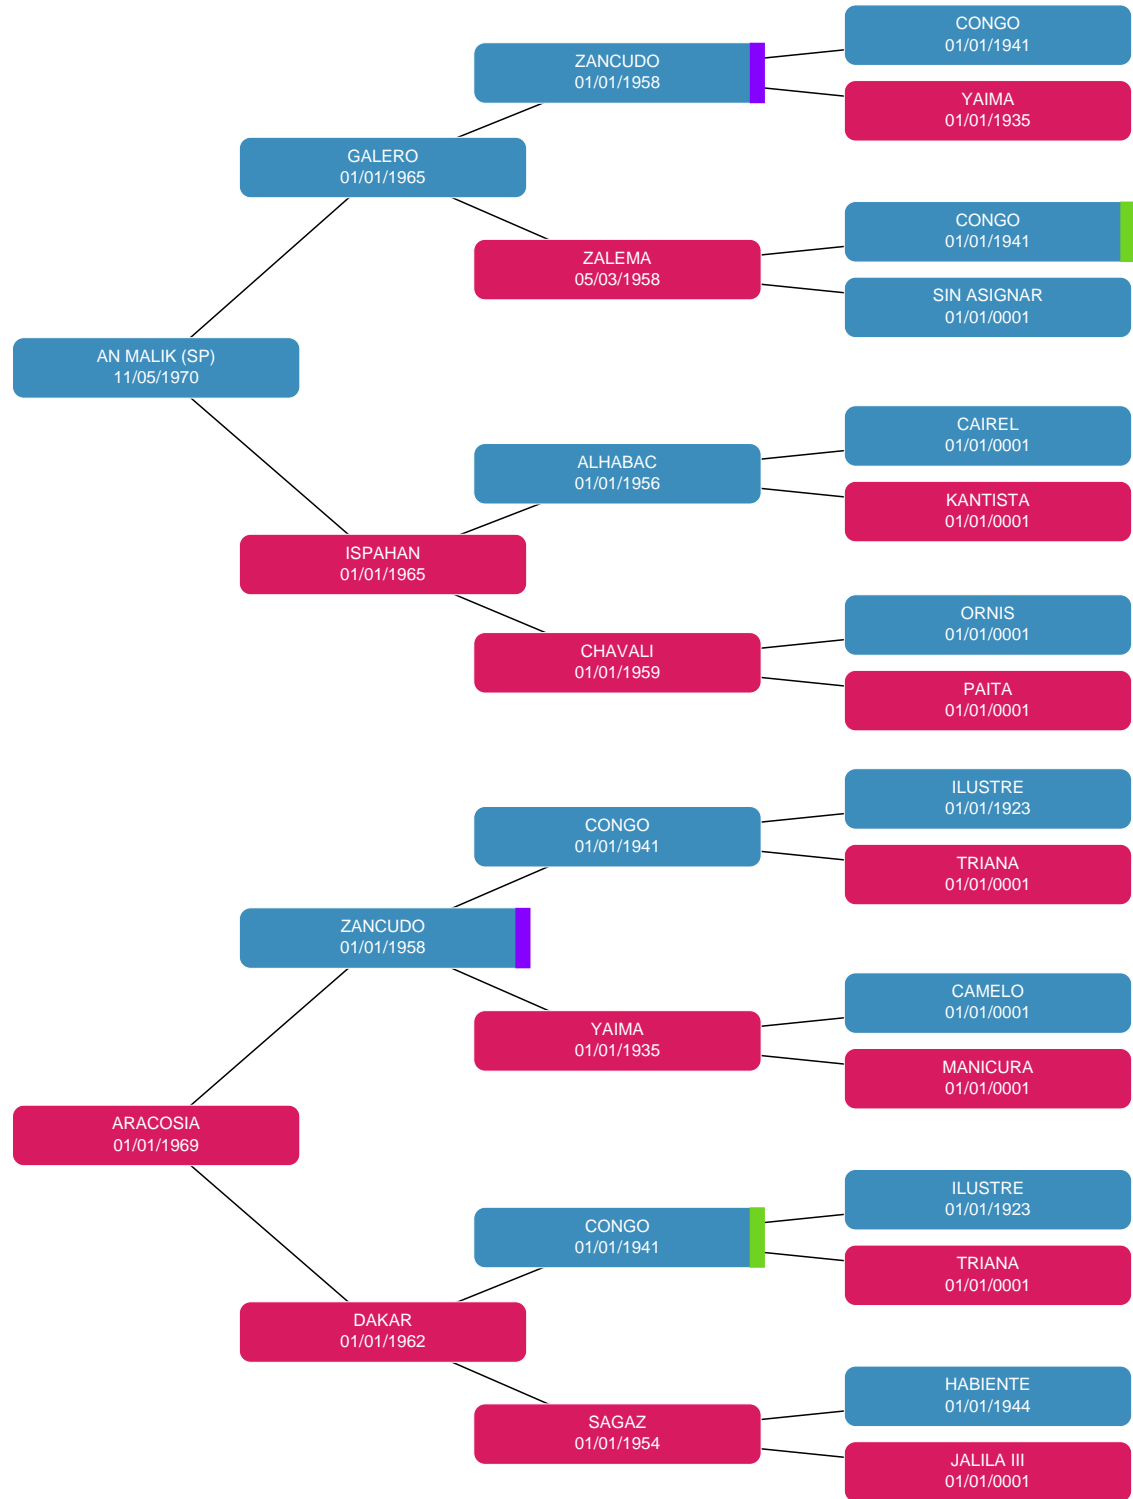 CONGO
01/01/1941
ZANCUDO
01/01/1958
YAIMA
01/01/1935
GALERO
01/01/1965
CONGO
01/01/1941
ZALEMA
05/03/1958
SIN ASIGNAR
01/01/0001
AN MALIK (SP)
11/05/1970
CAIREL
01/01/0001
ALHABAC
01/01/1956
KANTISTA
01/01/0001
ISPAHAN
01/01/1965
ORNIS
01/01/0001
CHAVALI
01/01/1959
PAITA
01/01/0001
ILUSTRE
01/01/1923
CONGO
01/01/1941
TRIANA
01/01/0001
ZANCUDO
01/01/1958
CAMELO
01/01/0001
YAIMA
01/01/1935
MANICURA
01/01/0001
ARACOSIA
01/01/1969
ILUSTRE
01/01/1923
CONGO
01/01/1941
TRIANA
01/01/0001
DAKAR
01/01/1962
HABIENTE
01/01/1944
SAGAZ
01/01/1954
JALILA III
01/01/0001